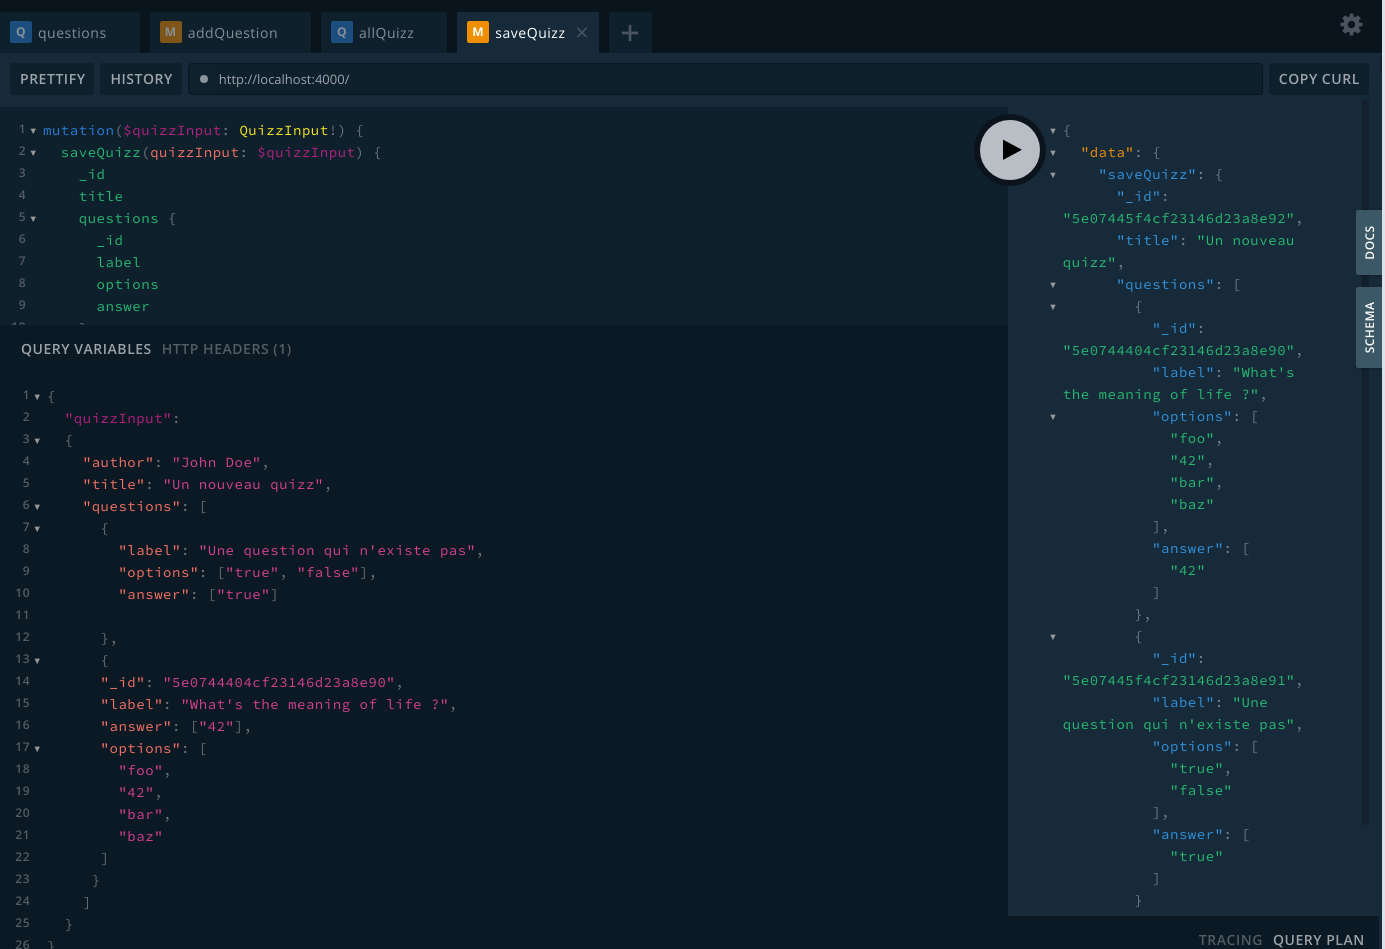 Q questions
M addQuestion
Q allQuizz
M saveQuizz ×
+
PRETTIFY
HISTORY
http://localhost:4000/
COPY CURL
1 mutation($quizzInput: QuizzInput!) {
2 saveQuizz(quizzInput: $quizzInput) {
3 _id
4 title
5 questions {
6 _id
7 label
8 options
9 answer
QUERY VARIABLES HTTP HEADERS (1)
1 {
2 "quizzInput":
3 {
4 "author": "John Doe",
5 "title": "Un nouveau quizz",
6 "questions": [
7 {
8 "label": "Une question qui n'existe pas",
9 "options": ["true", "false"],
10 "answer": ["true"]
11
12 },
13 {
14 "_id": "5e0744404cf23146d23a8e90",
15 "label": "What's the meaning of life ?",
16 "answer": ["42"],
17 "options": [
18 "foo",
19 "42",
20 "bar",
21 "baz"
22 ]
23 }
24 ]
25 }
26 }
{
"data": {
"saveQuizz": {
"_id":
"5e07445f4cf23146d23a8e92",
"title": "Un nouveau
quizz",
"questions": [
{
"_id":
"5e0744404cf23146d23a8e90",
"label": "What's
the meaning of life ?",
"options": [
"foo",
"42",
"bar",
"baz"
],
"answer": [
"42"
]
},
{
"_id":
"5e07445f4cf23146d23a8e91",
"label": "Une
question qui n'existe pas",
"options": [
"true",
"false"
],
"answer": [
"true"
]
}
DOCS
SCHEMA
TRACING QUERY PLAN